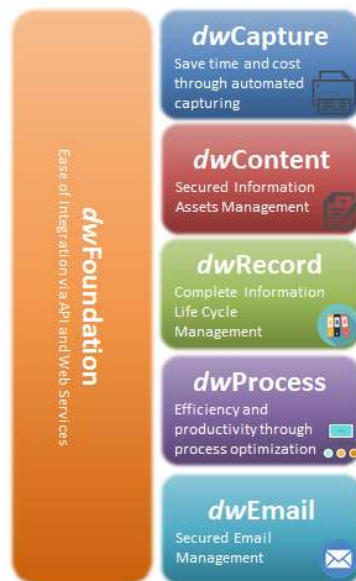 dwFoundation
Ease of Integration via API and Web Services
dwCapture
Save time and cost
through automated
capturing
dwContent
Secured Information
Assets Management
dwRecord
Complete Information
Life Cycle
Management
dwProcess
Efficiency and
productivity through
process optimization
dwEmail
Secured Email
Management